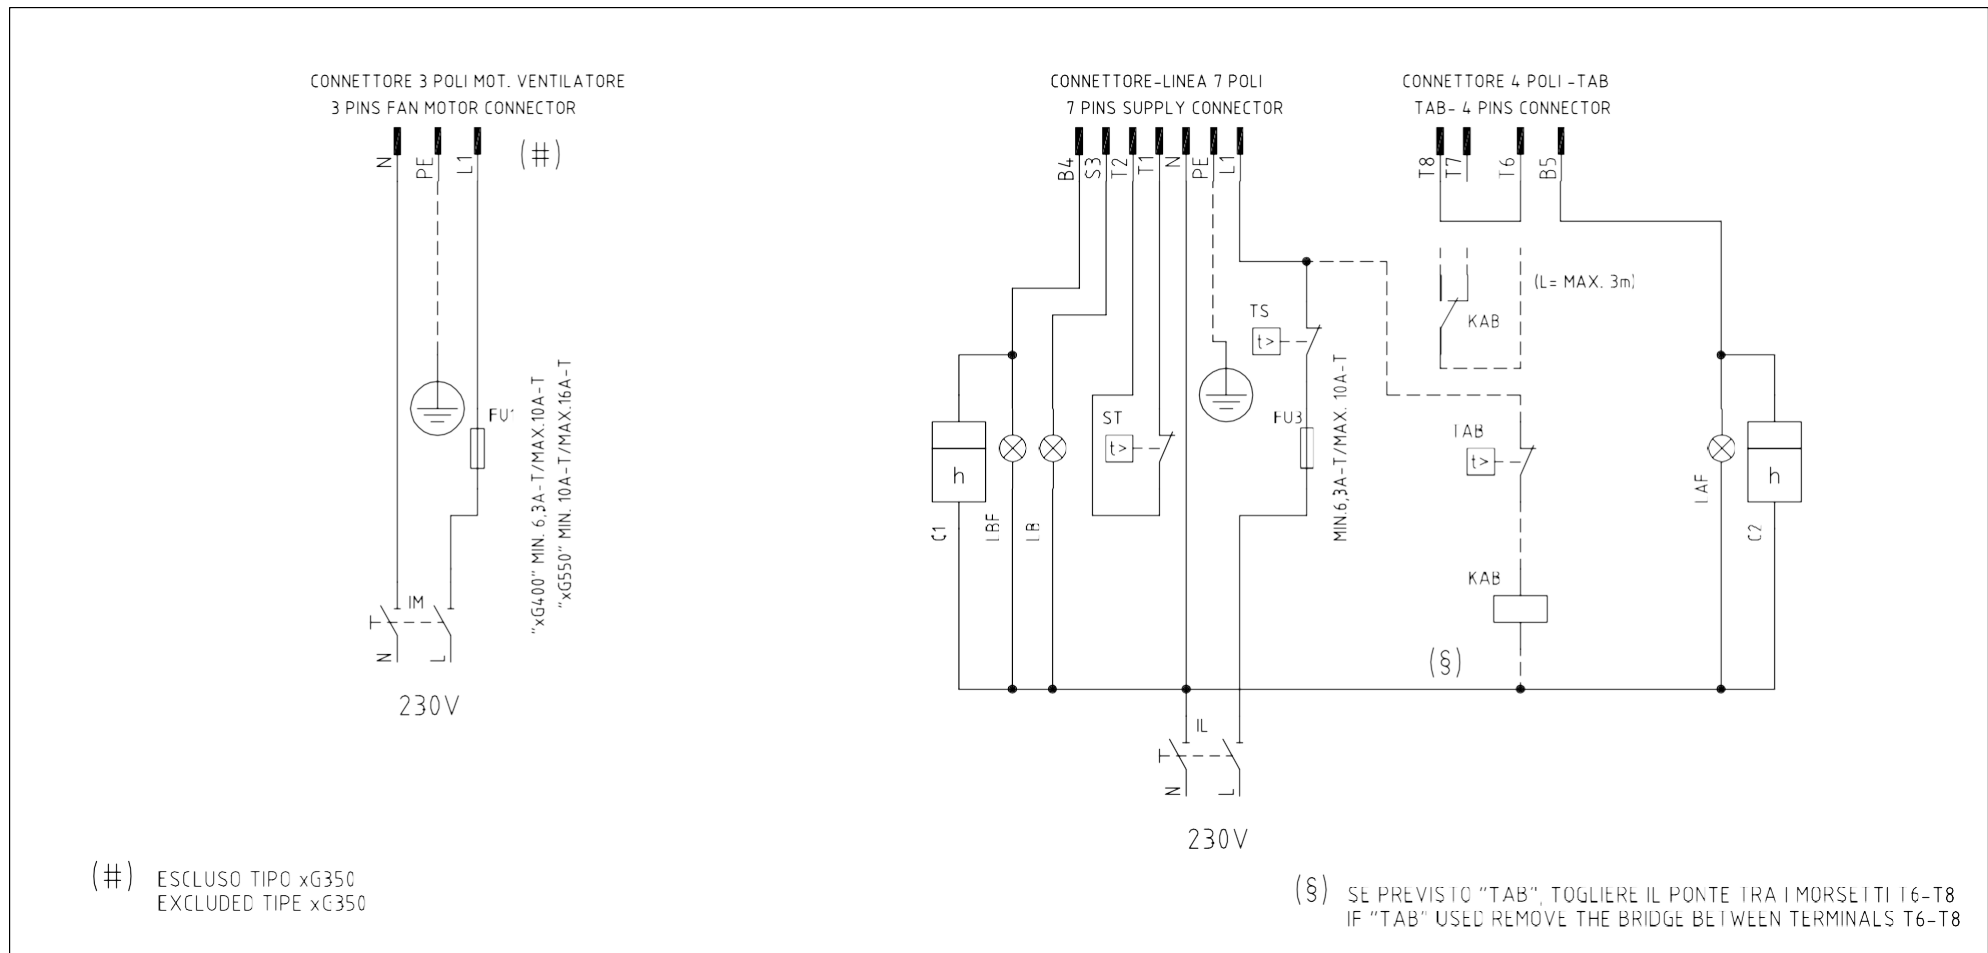 CONNETTORE 3 POLI MOT. VENTILATORE
3 PINS FAN MOTOR CONNECTOR
N
PE
L1
(#)
FU1
"xG400" MIN. 6,3A-T/MAX.10A-T
"xG550" MIN. 10A-T/MAX.16A-T
IM
N
L
230V
CONNETTORE-LINEA 7 POLI
7 PINS SUPPLY CONNECTOR
B4
S3
T2
T1
N
PE
L1
CONNETTORE 4 POLI -TAB
TAB- 4 PINS CONNECTOR
T8
T7
T6
B5
(L= MAX. 3m)
KAB
TS
t>
MIN.6,3A-T/MAX. 10A-T
ST
t>
FU3
TAB
t>
h
C1
LBF
LB
LAF
h
C2
KAB
(§)
IL
N
L
230V
(#) ESCLUSO TIPO xG350
EXCLUDED TIPE xG350
(§) SE PREVISTO "TAB", TOGLIERE IL PONTE TRA I MORSETTI T6-T8
IF "TAB" USED REMOVE THE BRIDGE BETWEEN TERMINALS T6-T8